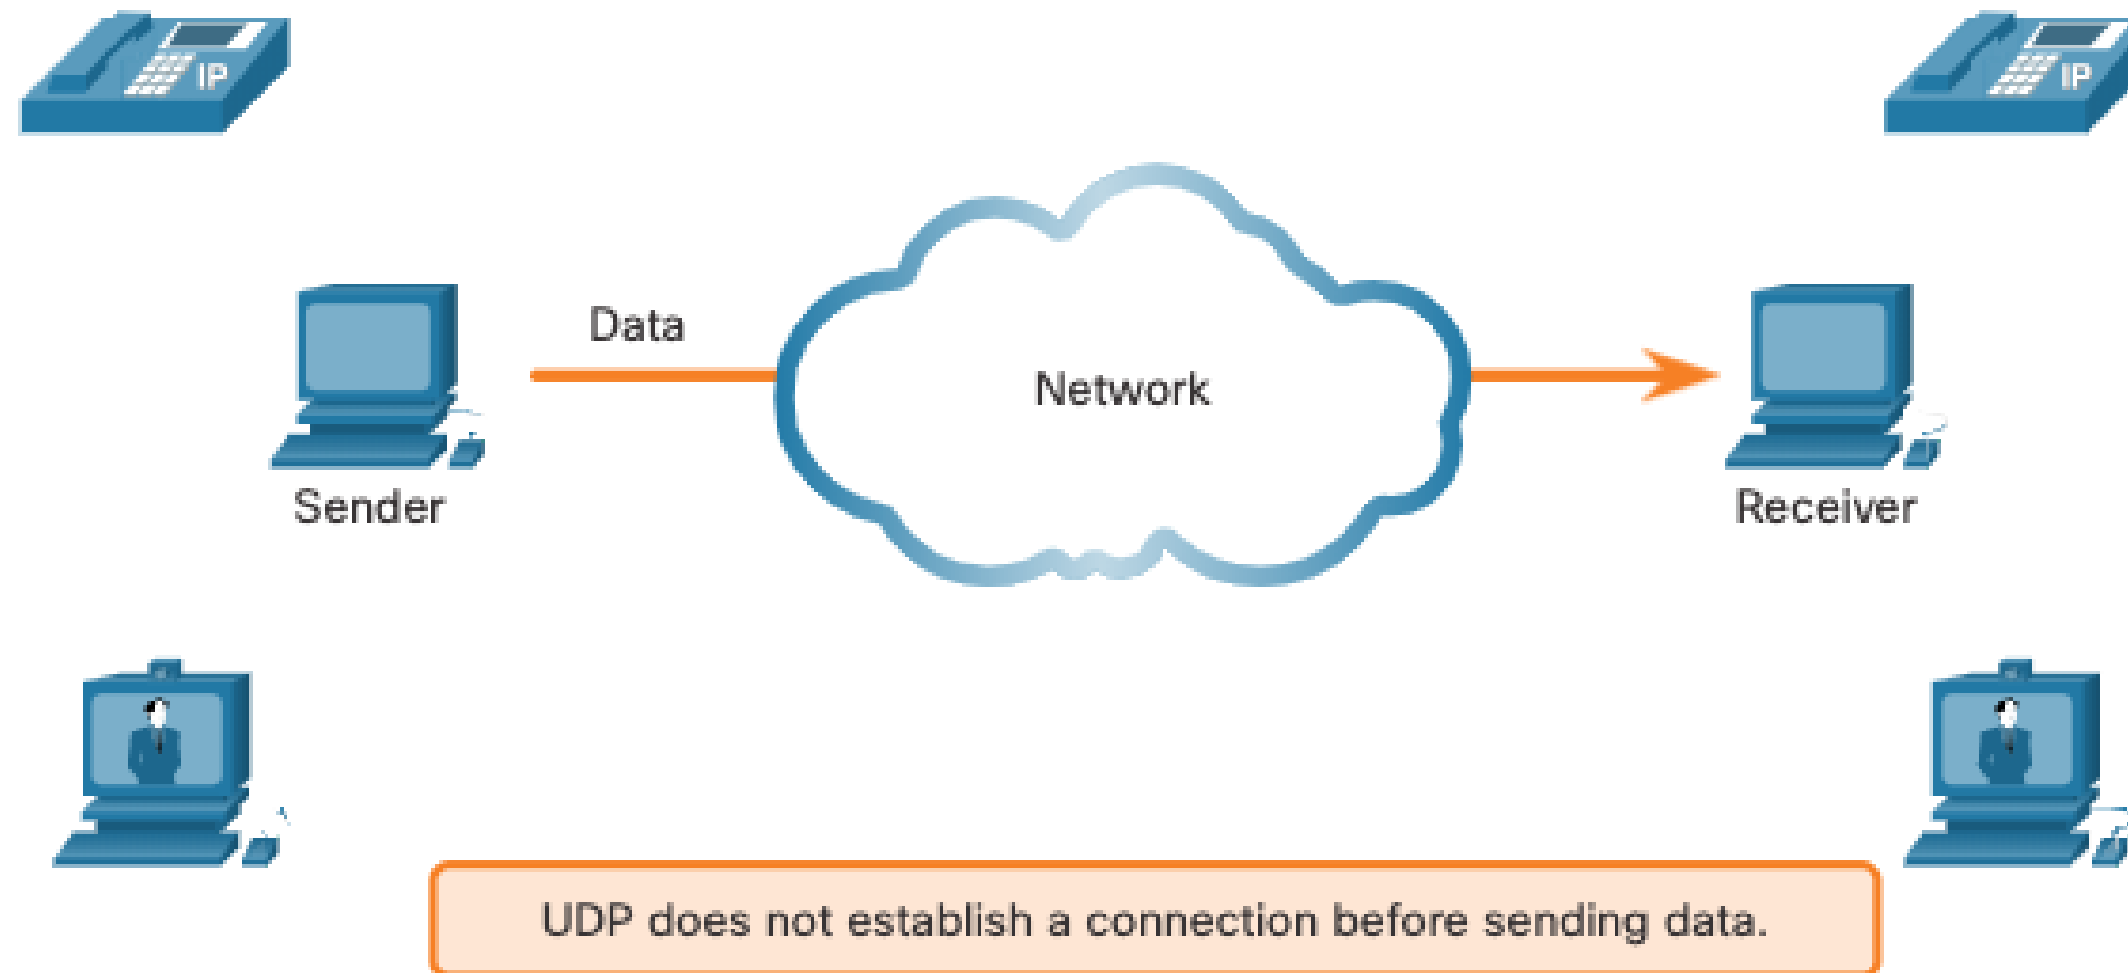 IP
IP
Data
Network
Sender
Receiver
UDP does not establish a connection before sending data.